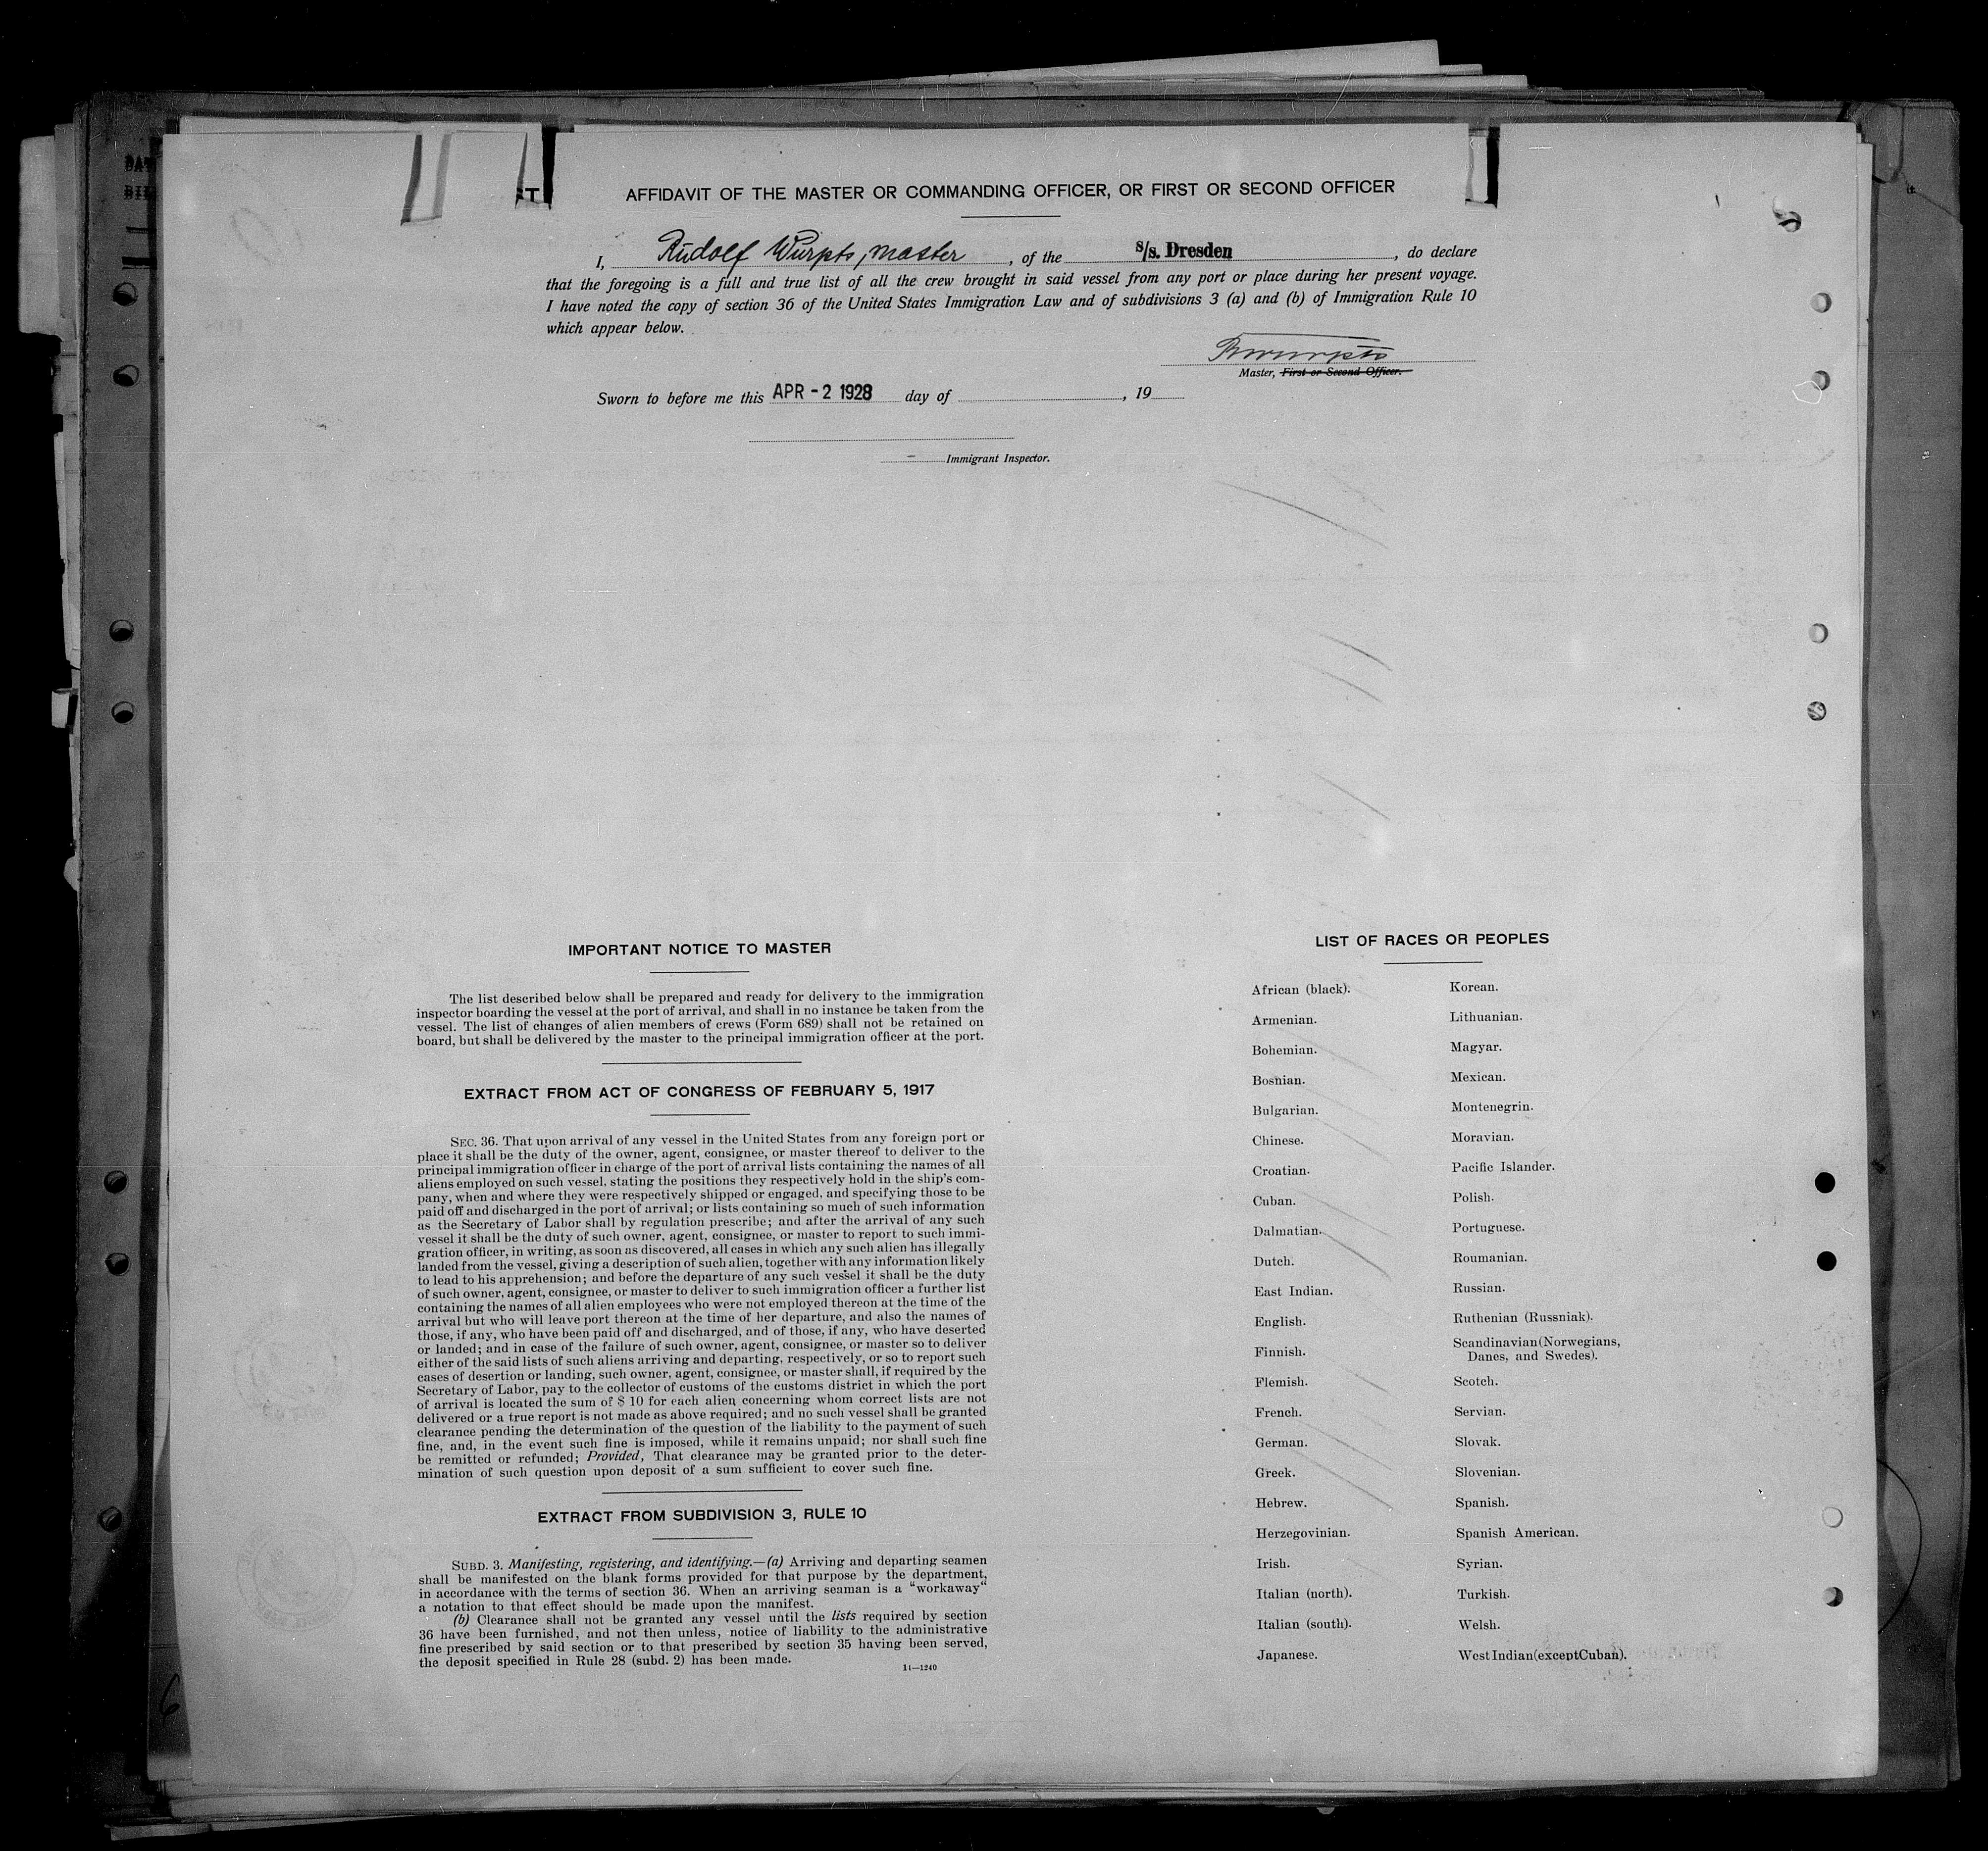 AFFIDAVIT OF THE MASTER OR COMMANDING OFFICER, OR FIRST OR SECOND OFFICER
I, Rudolf Wurpts, master, of the S/s. Dresden, do declare
that the foregoing is a full and true list of all the crew brought in said vessel from any port or place during her present voyage.
I have noted the copy of section 36 of the United States Immigration Law and of subdivisions 3 (a) and (b) of Immigration Rule 10
which appear below.
RWurpts
Master, First or Second Officer.
Sworn to before me this APR - 2 1928 day of , 19
Immigrant Inspector.
IMPORTANT NOTICE TO MASTER
The list described below shall be prepared and ready for delivery to the immigration
inspector boarding the vessel at the port of arrival, and shall in no instance be taken from the
vessel. The list of changes of alien members of crews (Form 689) shall not be retained on
board, but shall be delivered by the master to the principal immigration officer at the port.
EXTRACT FROM ACT OF CONGRESS OF FEBRUARY 5, 1917
SEC. 36. That upon arrival of any vessel in the United States from any foreign port or
place it shall be the duty of the owner, agent, consignee, or master thereof to deliver to the
principal immigration officer in charge of the port of arrival lists containing the names of all
aliens employed on such vessel, stating the positions they respectively hold in the ship's com-
pany, when and where they were respectively shipped or engaged, and specifying those to be
paid off and discharged in the port of arrival; or lists containing so much of such information
as the Secretary of Labor shall by regulation prescribe; and after the arrival of any such
vessel it shall be the duty of such owner, agent, consignee, or master to report to such immi-
gration officer, in writing, as soon as discovered, all cases in which any such alien has illegally
landed from the vessel, giving a description of such alien, together with any information likely
to lead to his apprehension; and before the departure of any such vessel it shall be the duty
of such owner, agent, consignee, or master to deliver to such immigration officer a further list
containing the names of all alien employees who were not employed thereon at the time of the
arrival but who will leave port thereon at the time of her departure, and also the names of
those, if any, who have been paid off and discharged, and of those, if any, who have deserted
or landed; and in case of the failure of such owner, agent, consignee, or master so to deliver
either of the said lists of such aliens arriving and departing, respectively, or so to report such
cases of desertion or landing, such owner, agent, consignee, or master shall, if required by the
Secretary of Labor, pay to the collector of customs of the customs district in which the port
of arrival is located the sum of $ 10 for each alien concerning whom correct lists are not
delivered or a true report is not made as above required; and no such vessel shall be granted
clearance pending the determination of the question of the liability to the payment of such
fine, and, in the event such fine is imposed, while it remains unpaid; nor shall such fine
be remitted or refunded; Provided, That clearance may be granted prior to the deter-
mination of such question upon deposit of a sum sufficient to cover such fine.
EXTRACT FROM SUBDIVISION 3, RULE 10
SUBD. 3. Manifesting, registering, and identifying.—(a) Arriving and departing seamen
shall be manifested on the blank forms provided for that purpose by the department,
in accordance with the terms of section 36. When an arriving seaman is a "workaway"
a notation to that effect should be made upon the manifest.
(b) Clearance shall not be granted any vessel until the lists required by section
36 have been furnished, and not then unless, notice of liability to the administrative
fine prescribed by said section or to that prescribed by section 35 having been served,
the deposit specified in Rule 28 (subd. 2) has been made.
11—1240
LIST OF RACES OR PEOPLES
African (black).
Armenian.
Bohemian.
Bosnian.
Bulgarian.
Chinese.
Croatian.
Cuban.
Dalmatian.
Dutch.
East Indian.
English.
Finnish.
Flemish.
French.
German.
Greek.
Hebrew.
Herzegovinian.
Irish.
Italian (north).
Italian (south).
Japanese.
Korean.
Lithuanian.
Magyar.
Mexican.
Montenegrin.
Moravian.
Pacific Islander.
Polish.
Portuguese.
Roumanian.
Russian.
Ruthenian (Russniak).
Scandinavian (Norwegians,
Danes, and Swedes).
Scotch.
Servian.
Slovak.
Slovenian.
Spanish.
Spanish American.
Syrian.
Turkish.
Welsh.
West Indian (except Cuban).